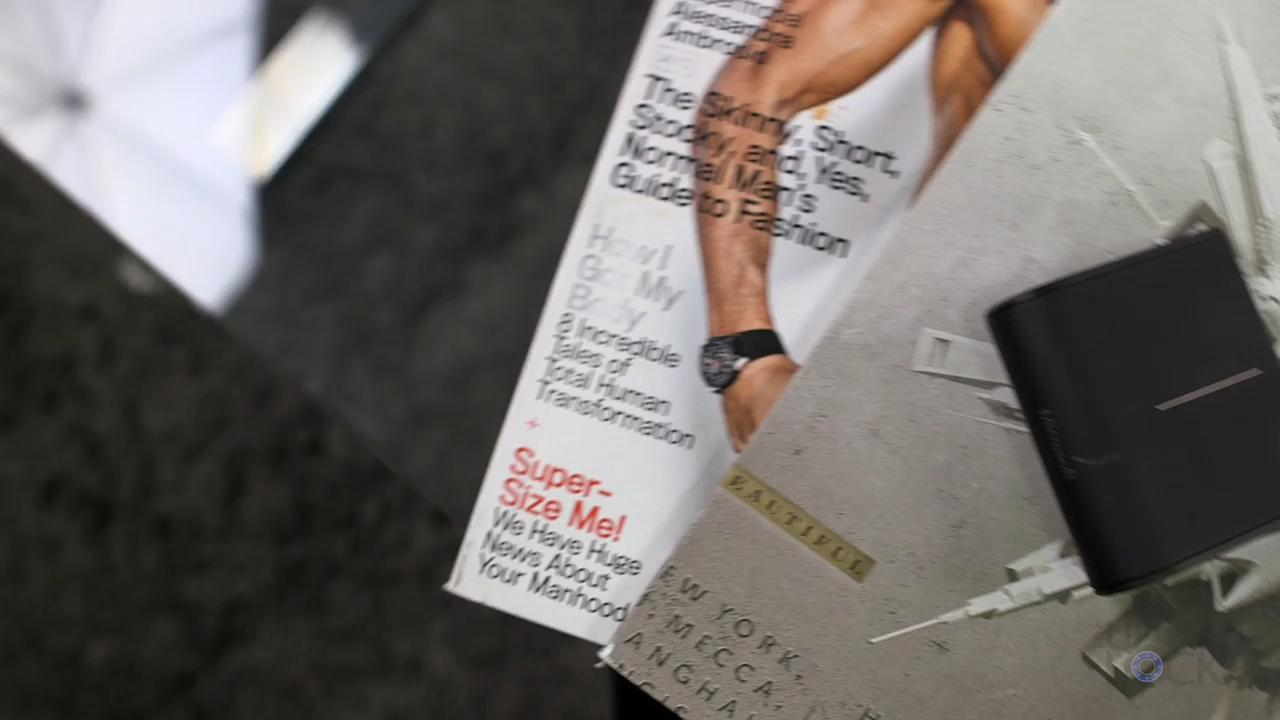 Alessandra
Ambrosio
The Skinny, Short,
Stocky, and, Yes,
Normal Man's
Guide to Fashion
How I
Got My
Body
8 Incredible
Tales of
Total Human
Transformation
+
Super-
Size Me!
We Have Huge
News About
Your Manhood
EAUTIFUL
EW YORK,
MECCA,
ANGHAI